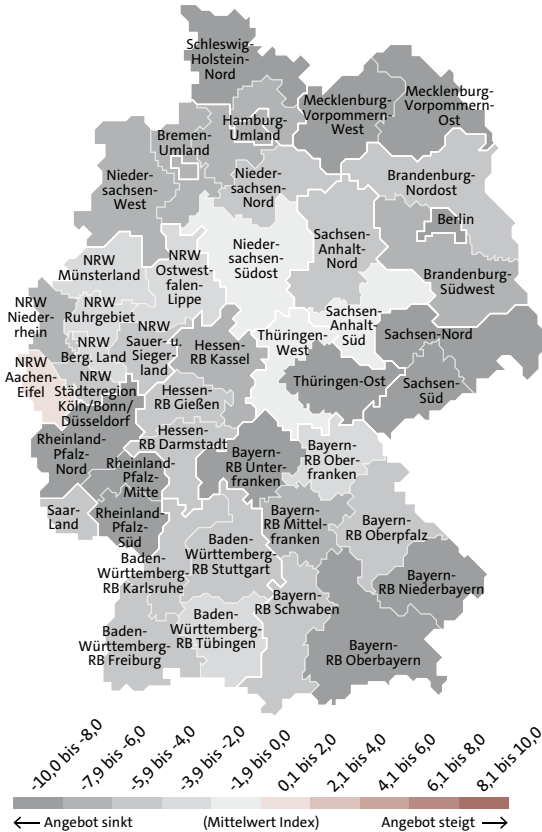 Schleswig-
Holstein-
Nord
Mecklenburg-
Vorpommern-
Ost
Mecklenburg-
Vorpommern-
West
Hamburg-
Umland
Bremen-
Umland
Nieder-
sachsen-
West
Nieder-
sachsen-
Nord
Brandenburg-
Nordost
Berlin
Sachsen-
Anhalt-
Nord
Nieder-
sachsen-
Südost
NRW
Ostwest-
falen-
Lippe
NRW
Münsterland
Brandenburg-
Südwest
NRW
Nieder-
rhein
NRW
Ruhrgebiet
NRW
Sauer- u.
Sieger-
land
Sachsen-
Anhalt-
Süd
Sachsen-Nord
Thüringen-
West
Hessen-
RB Kassel
NRW
Berg. Land
NRW
Aachen-
Eifel
NRW
Städteregion
Köln/Bonn/
Düsseldorf
Thüringen-Ost
Sachsen-
Süd
Hessen-
RB Gießen
Hessen-
RB Darmstadt
Rheinland-
Pfalz-
Nord
Rheinland-
Pfalz-
Mitte
Bayern-
RB Unter-
franken
Bayern-
RB Ober-
franken
Saar-
Land
Rheinland-
Pfalz-
Süd
Bayern-
RB Mittel-
franken
Bayern-
RB Oberpfalz
Baden-
Württemberg-
RB Stuttgart
Baden-
Württemberg-
RB Karlsruhe
Bayern-
RB Niederbayern
Bayern-
RB Schwaben
Baden-
Württemberg-
RB Tübingen
Baden-
Württemberg-
RB Freiburg
Bayern-
RB Oberbayern
-10,0 bis -8,0
-7,9 bis -6,0
-5,9 bis -4,0
-3,9 bis -2,0
-1,9 bis 0,0
0,1 bis 2,0
2,1 bis 4,0
4,1 bis 6,0
6,1 bis 8,0
8,1 bis 10,0
← Angebot sinkt (Mittelwert Index) Angebot steigt →